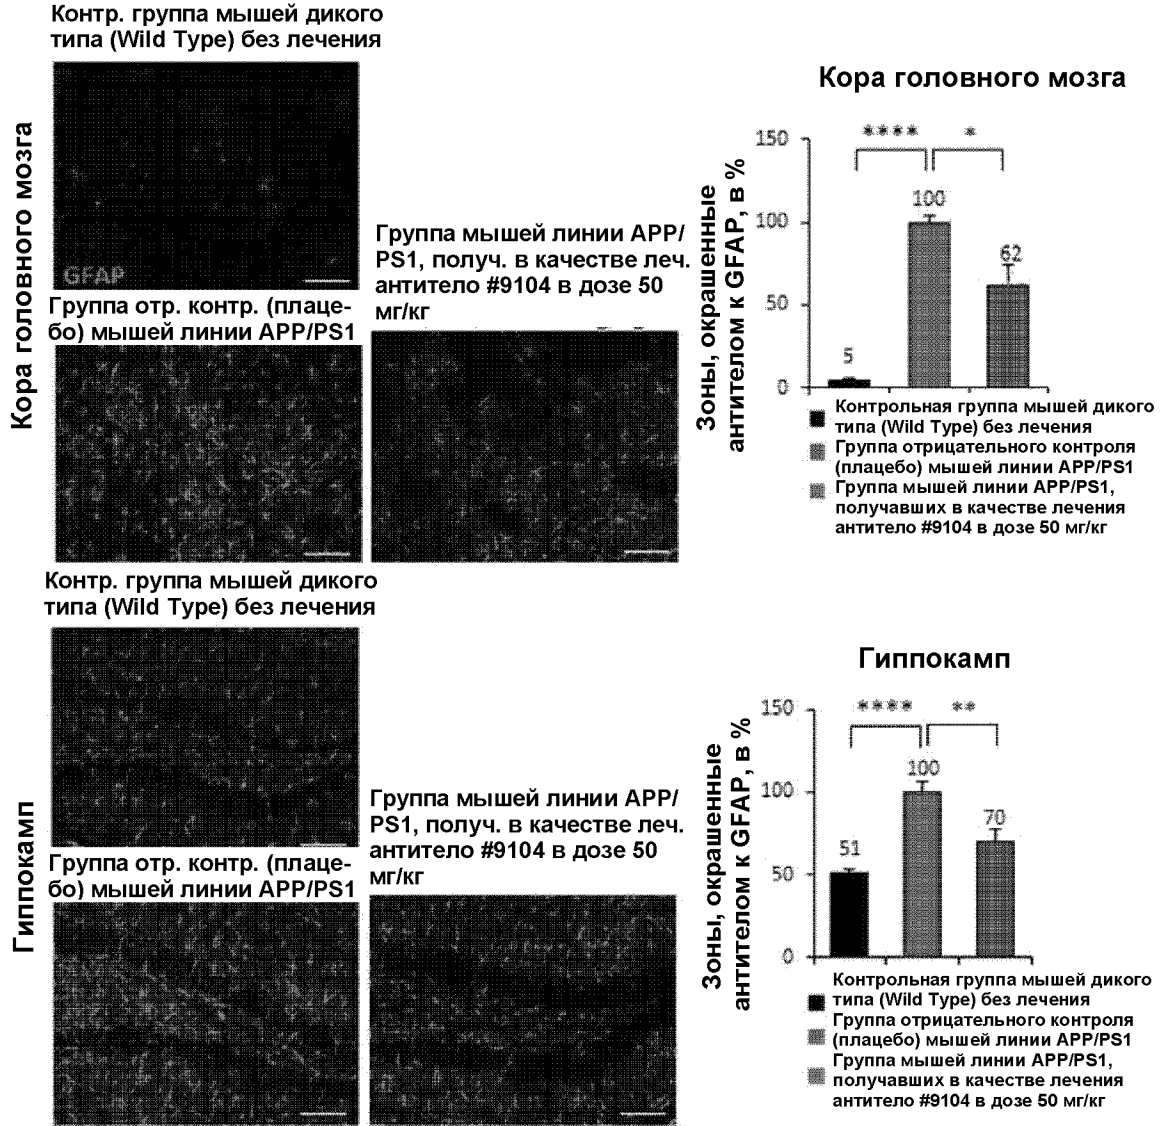 Контр. группа мышей дикого
типа (Wild Type) без лечения
Кора головного мозга
GFAP
Группа отр. контр. (плаце-
бо) мышей линии APP/PS1
Группа мышей линии APP/
PS1, получ. в качестве леч.
антитело #9104 в дозе 50
мг/кг
Кора головного мозга
Зоны, окрашенные
антителом к GFAP, в %
150
100
50
0
****
*
5
100
62
Контрольная группа мышей дикого
типа (Wild Type) без лечения
Группа отрицательного контроля
(плацебо) мышей линии APP/PS1
Группа мышей линии APP/PS1,
получавших в качестве лечения
антитело #9104 в дозе 50 мг/кг
Контр. группа мышей дикого
типа (Wild Type) без лечения
Гиппокамп
Группа отр. контр. (плаце-
бо) мышей линии APP/PS1
Группа мышей линии APP/
PS1, получ. в качестве леч.
антитело #9104 в дозе 50
мг/кг
Гиппокамп
Зоны, окрашенные
антителом к GFAP, в %
150
100
50
0
****
**
51
100
70
Контрольная группа мышей дикого
типа (Wild Type) без лечения
Группа отрицательного контроля
(плацебо) мышей линии APP/PS1
Группа мышей линии APP/PS1,
получавших в качестве лечения
антитело #9104 в дозе 50 мг/кг